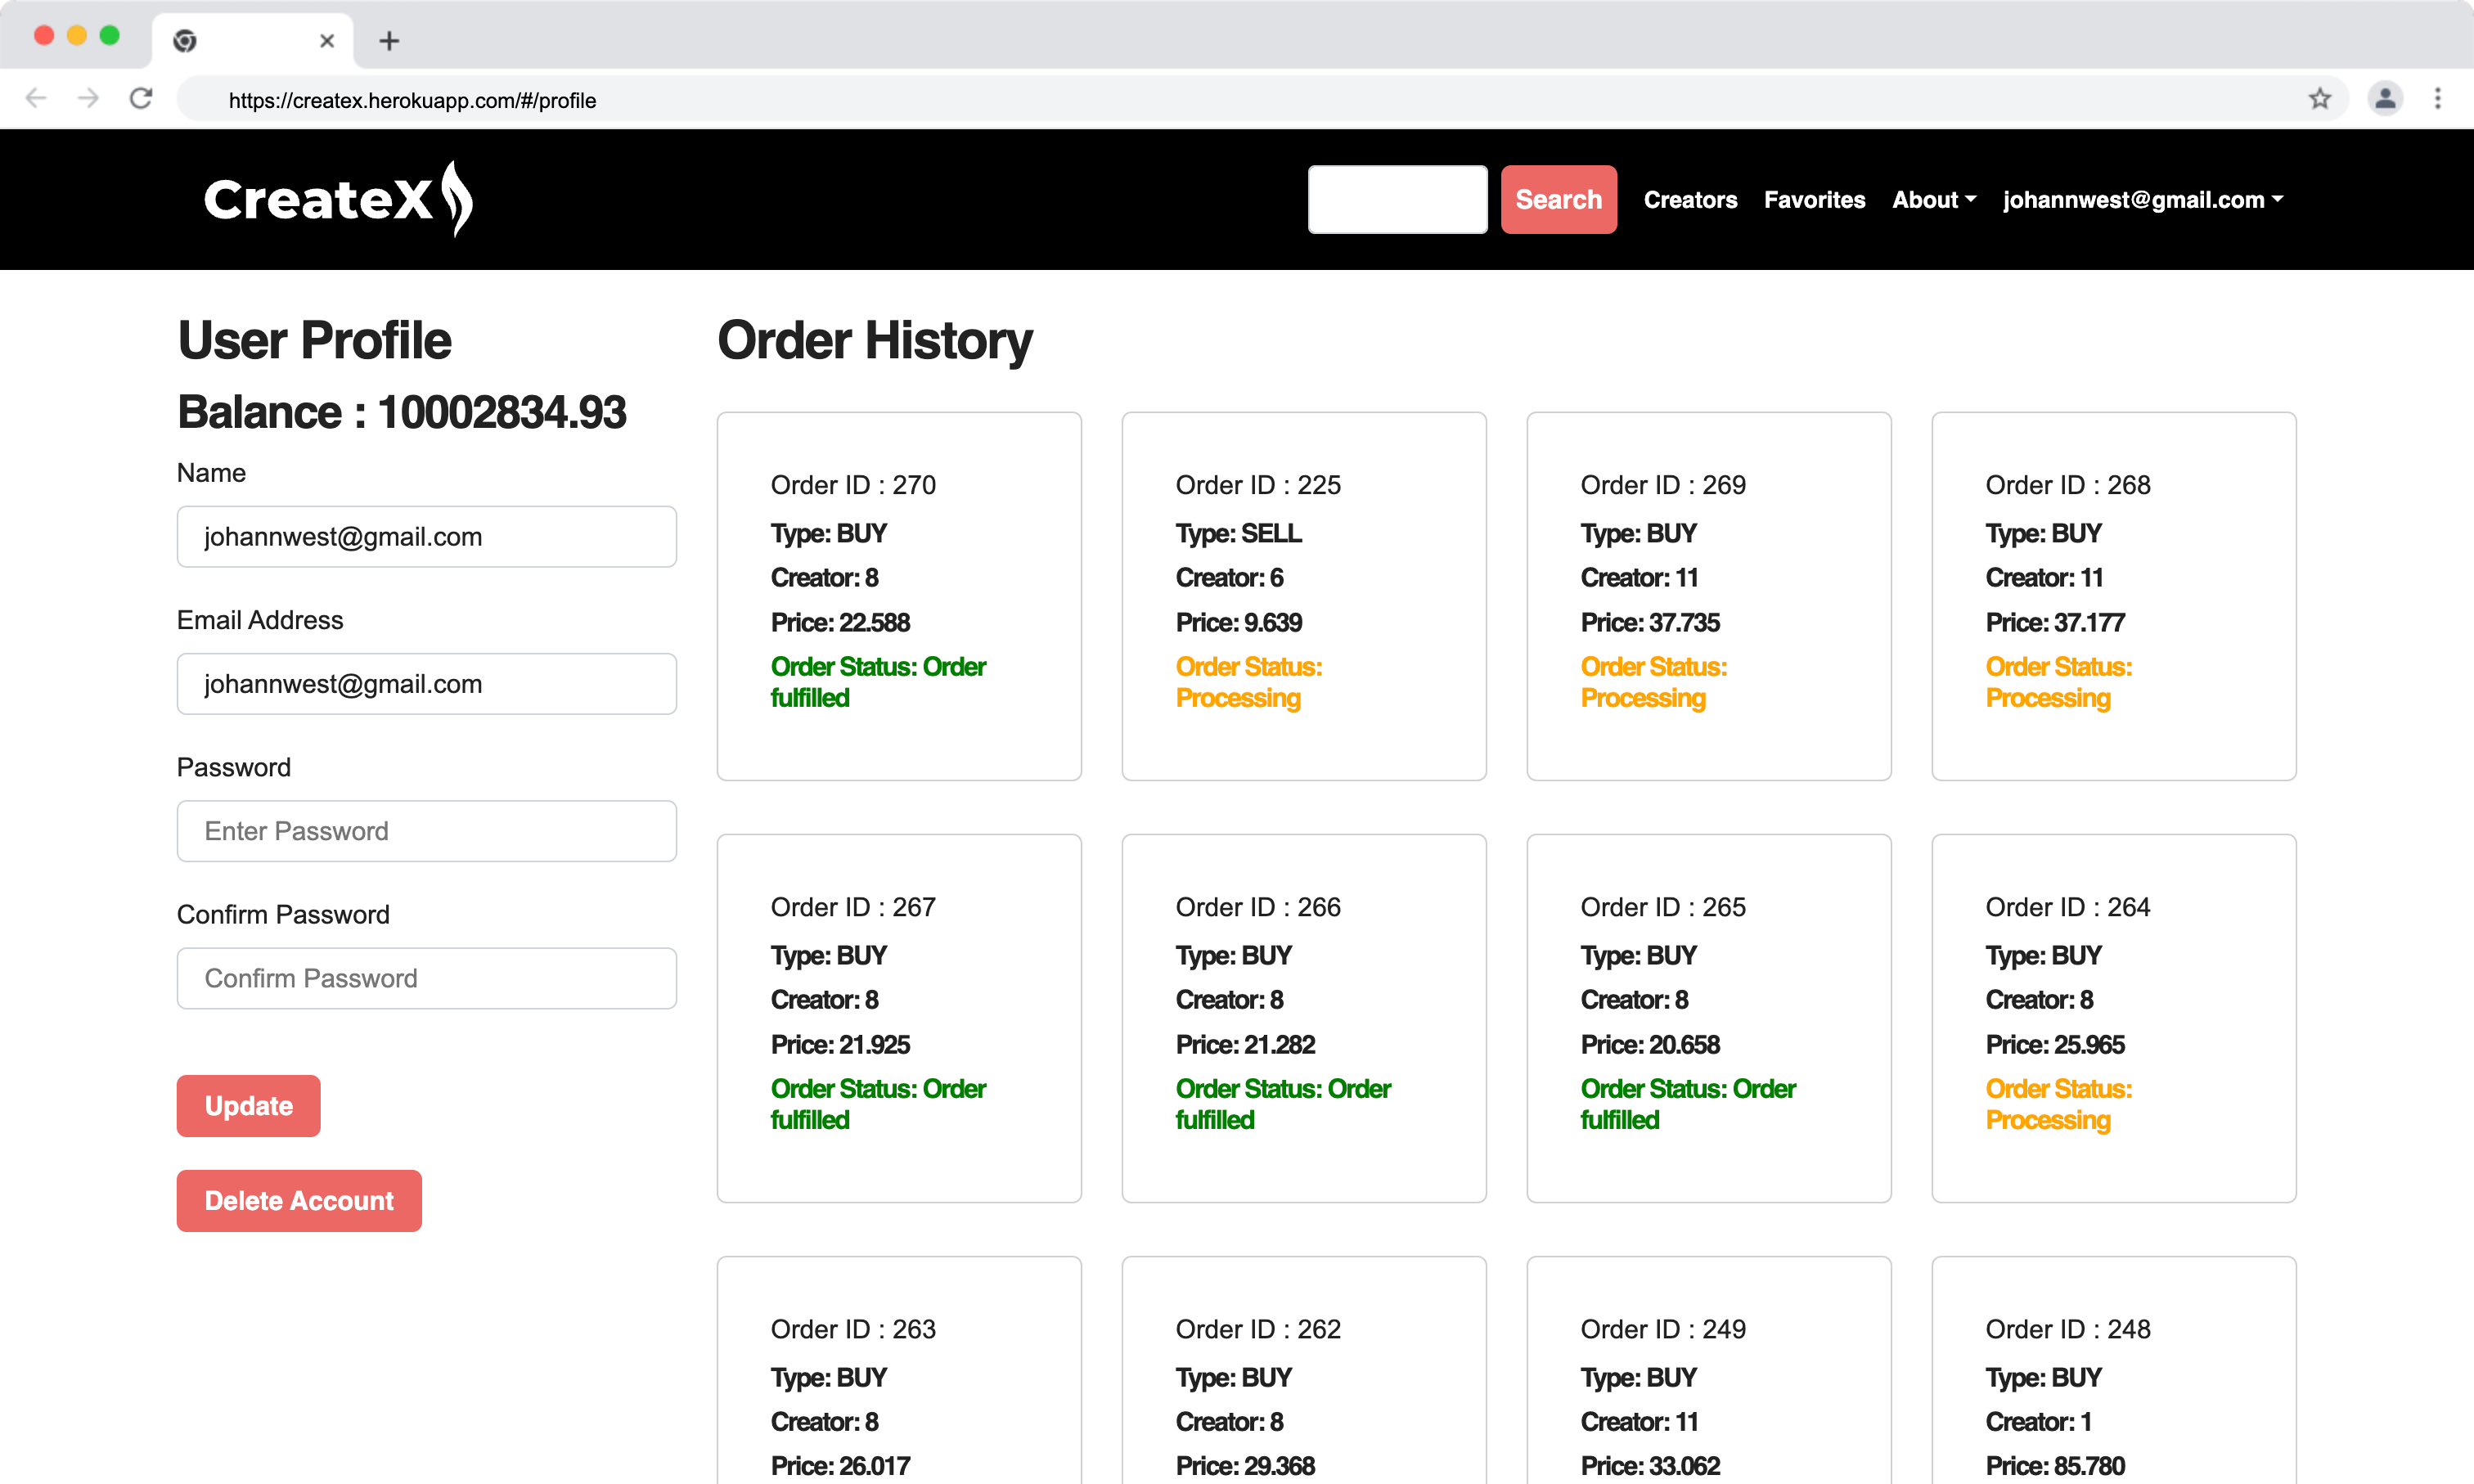 https://createx.herokuapp.com/#/profile
CreateX
Search
Creators
Favorites
About
johannwest@gmail.com
User Profile
Balance : 10002834.93
Name
johannwest@gmail.com
Email Address
johannwest@gmail.com
Password
Enter Password
Confirm Password
Confirm Password
Update
Delete Account
Order History
Order ID : 270
Type: BUY
Creator: 8
Price: 22.588
Order Status: Order
fulfilled
Order ID : 225
Type: SELL
Creator: 6
Price: 9.639
Order Status:
Processing
Order ID : 269
Type: BUY
Creator: 11
Price: 37.735
Order Status:
Processing
Order ID : 268
Type: BUY
Creator: 11
Price: 37.177
Order Status:
Processing
Order ID : 267
Type: BUY
Creator: 8
Price: 21.925
Order Status: Order
fulfilled
Order ID : 266
Type: BUY
Creator: 8
Price: 21.282
Order Status: Order
fulfilled
Order ID : 265
Type: BUY
Creator: 8
Price: 20.658
Order Status: Order
fulfilled
Order ID : 264
Type: BUY
Creator: 8
Price: 25.965
Order Status:
Processing
Order ID : 263
Type: BUY
Creator: 8
Price: 26.017
Order ID : 262
Type: BUY
Creator: 8
Price: 29.368
Order ID : 249
Type: BUY
Creator: 11
Price: 33.062
Order ID : 248
Type: BUY
Creator: 1
Price: 85.780